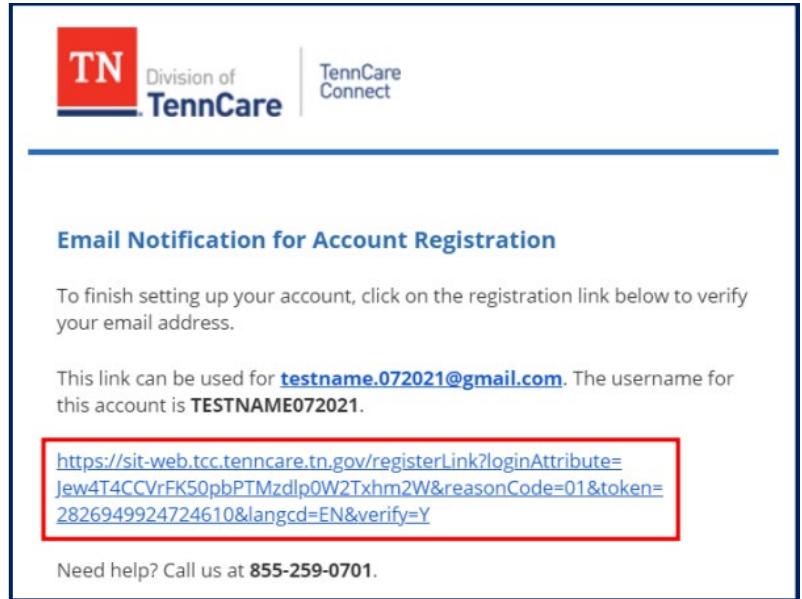 TN
Division of
TennCare
TennCare
Connect
Email Notification for Account Registration
To finish setting up your account, click on the registration link below to verify
your email address.
This link can be used for testname.072021@gmail.com. The username for
this account is TESTNAME072021.
https://sit-web.tcc.tenncare.tn.gov/registerLink?loginAttribute=
Jew4T4CCVrFK50pbPTMzdlp0W2Txhm2W&reasonCode=01&token=
2826949924724610&langcd=EN&verify=Y
Need help? Call us at 855-259-0701.